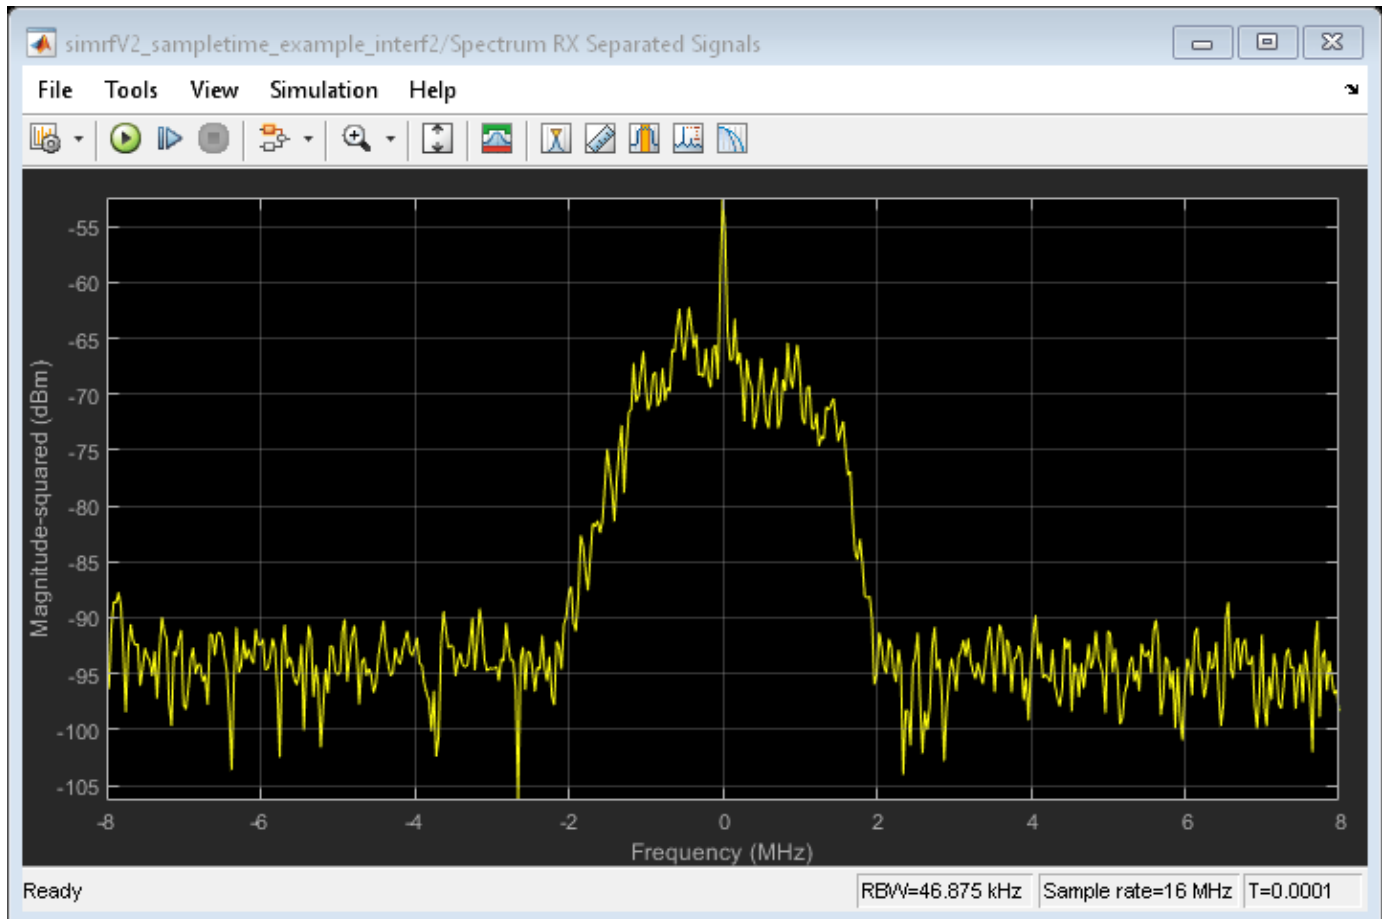 simrfV2_sampletime_example_interf2/Spectrum RX Separated Signals
File Tools View Simulation Help
Magnitude-squared (dBm)
-55
-60
-65
-70
-75
-80
-85
-90
-95
-100
-105
-8 -6 -4 -2 0 2 4 6 8
Frequency (MHz)
Ready RBW=46.875 kHz Sample rate=16 MHz T=0.0001